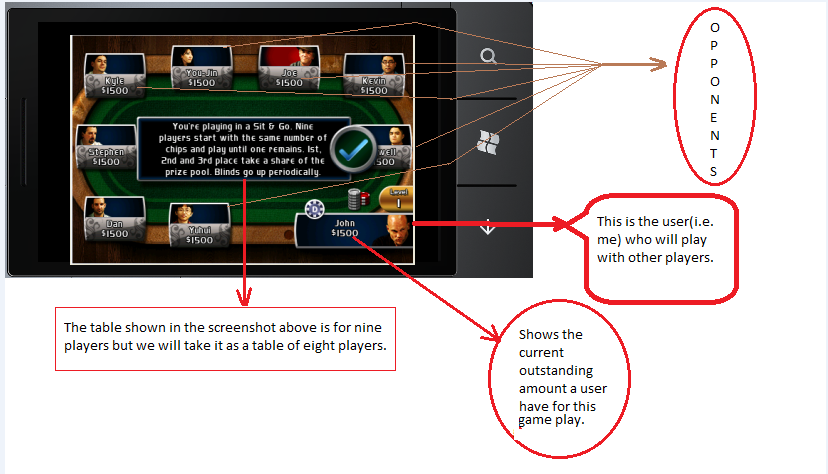 Kyle
$1500
You-Jin
$1500
Joe
$1500
Kevin
$1500
O
P
P
O
N
E
N
T
S
Stephen
$1500
You're playing in a Sit & Go. Nine
players start with the same number of
chips and play until one remains. 1st,
2nd and 3rd place take a share of the
prize pool. Blinds go up periodically.
well
500
Level
1
Dan
$1500
Yuhui
$1500
D
John
$1500
This is the user(i.e.
me) who will play
with other players.
The table shown in the screenshot above is for nine
players but we will take it as a table of eight players.
Shows the
current
outstanding
amount a user
have for this
game play.